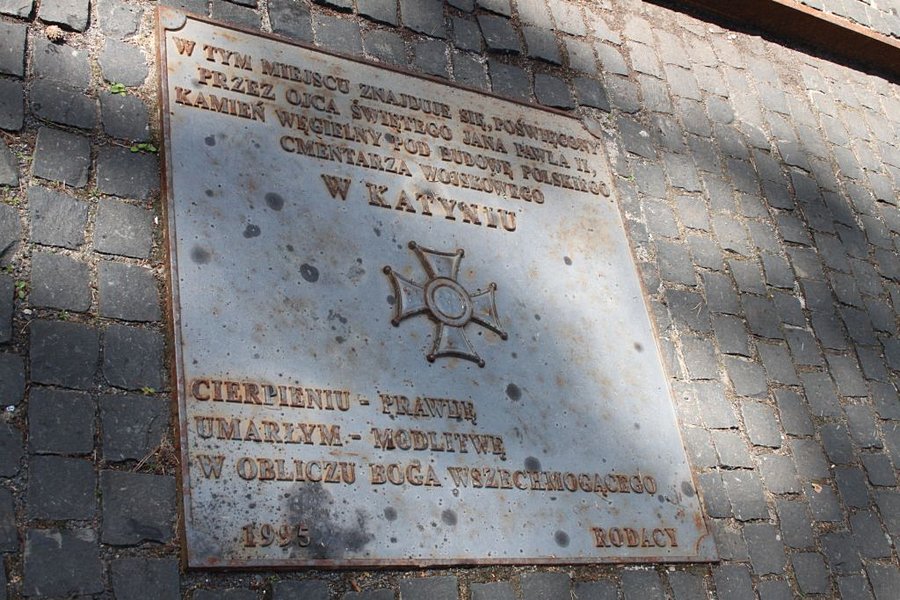 W TYM MIEJSCU ZNAJDUJE SIĘ, POŚWIĘCONY
PRZEZ OJCA ŚWIĘTEGO JANA PAWŁA II,
KAMIEŃ WĘGIELNY POD BUDOWĘ POLSKIEGO
CMENTARZA WOJSKOWEGO
W KATYNIU
CIERPIENIU - PRAWDĘ
UMARŁYM - MODLITWĘ
W OBLICZU BOGA WSZECHMOGĄCEGO
1995 RODACY